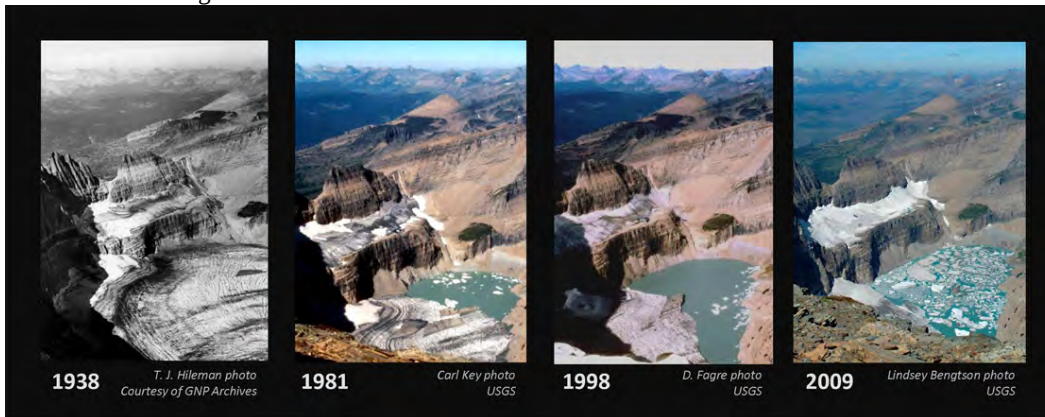 1938
T. J. Hileman photo
Courtesy of GNP Archives
1981
Carl Key photo
USGS
1998
D. Fagre photo
USGS
2009
Lindsey Bengtson photo
USGS